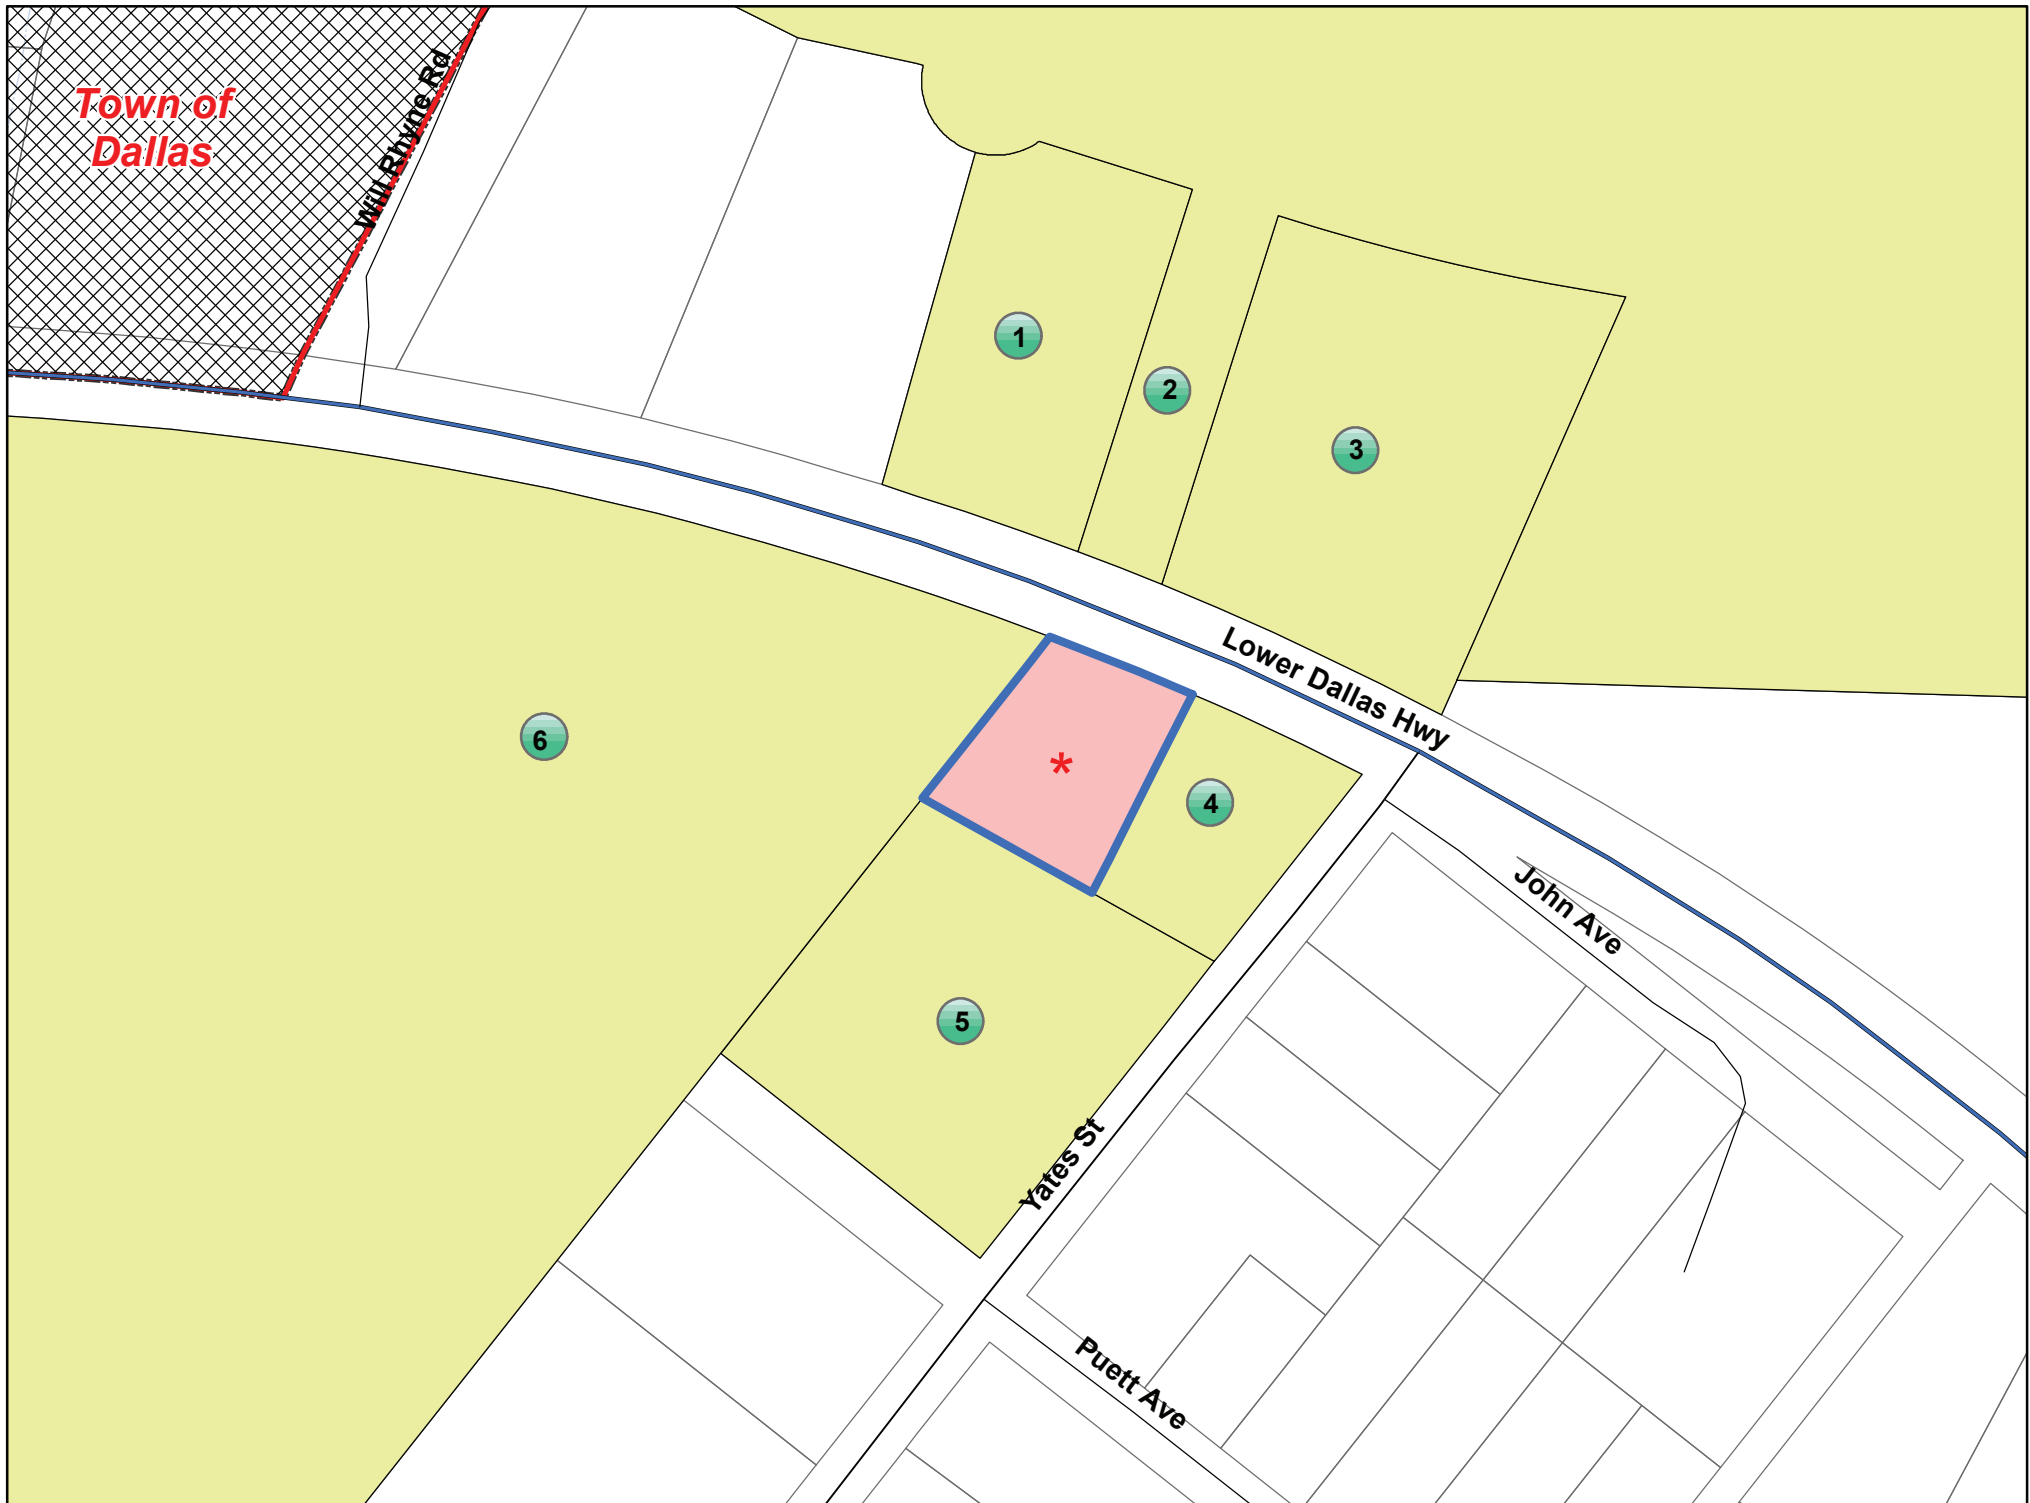 Town of
Dallas
Will Rhyne Rd
1
2
3
Lower Dallas Hwy
6
*
4
John Ave
5
Yates St
Puett Ave